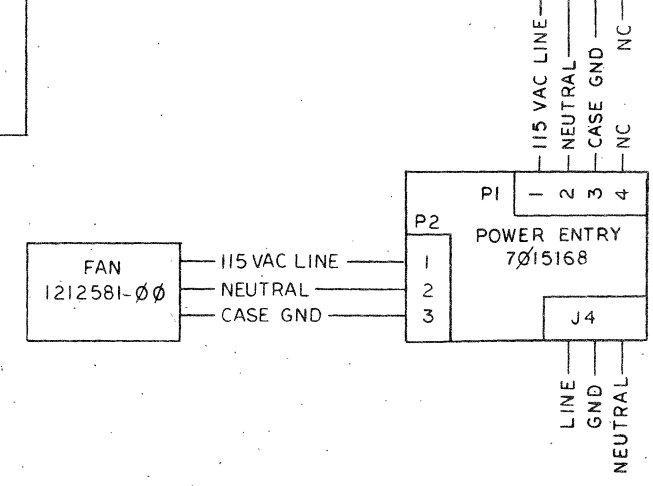 115 VAC LINE
NEUTRAL
CASE GND
NC NC
P1 1 2 3 4
P2
POWER ENTRY
7Ø15168
FAN
1212581-ØØ
115 VAC LINE 1
NEUTRAL 2
CASE GND 3
J4
LINE
GND
NEUTRAL